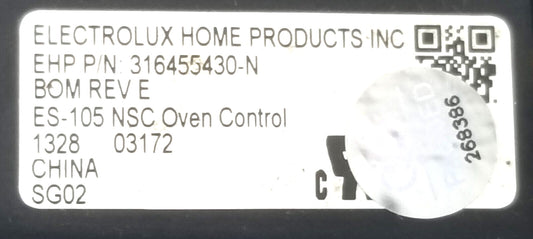 ELECTROLUX HOME PRODUCTS INC
EHP P/N: 316455430-N
BOM REV E
ES-105 NSC Oven Control
1328 03172
CHINA
SG02
C
268386